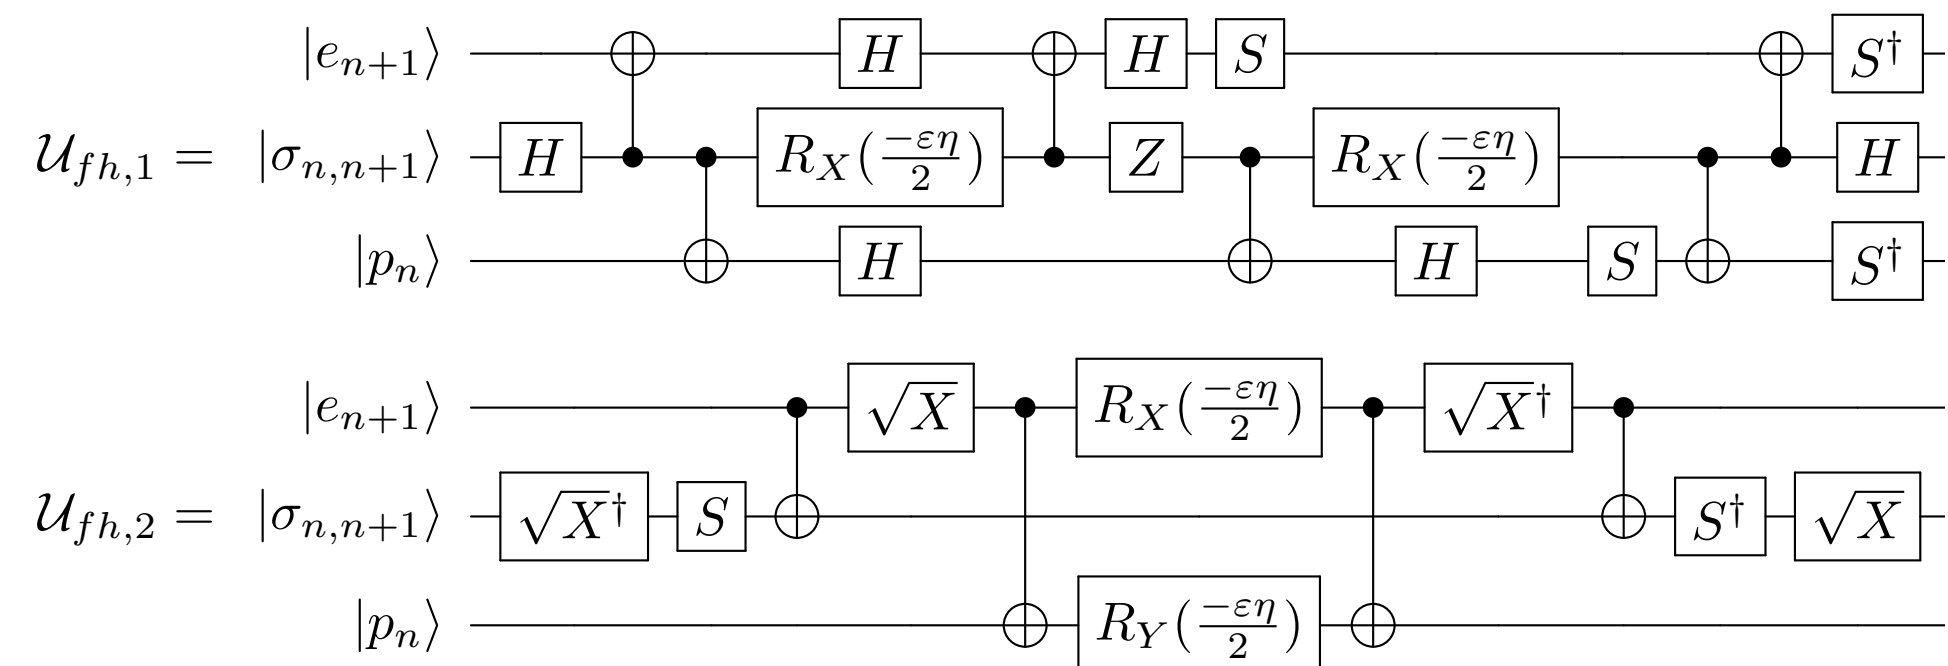 |e_{n+1}⟩ H H S S†
𝒰_{fh,1} = |σ_{n,n+1}⟩ H R_X(−εη/2) Z R_X(−εη/2) H
|p_n⟩ H H S S†
|e_{n+1}⟩ √X R_X(−εη/2) √X†
𝒰_{fh,2} = |σ_{n,n+1}⟩ √X† S S† √X
|p_n⟩ R_Y(−εη/2)